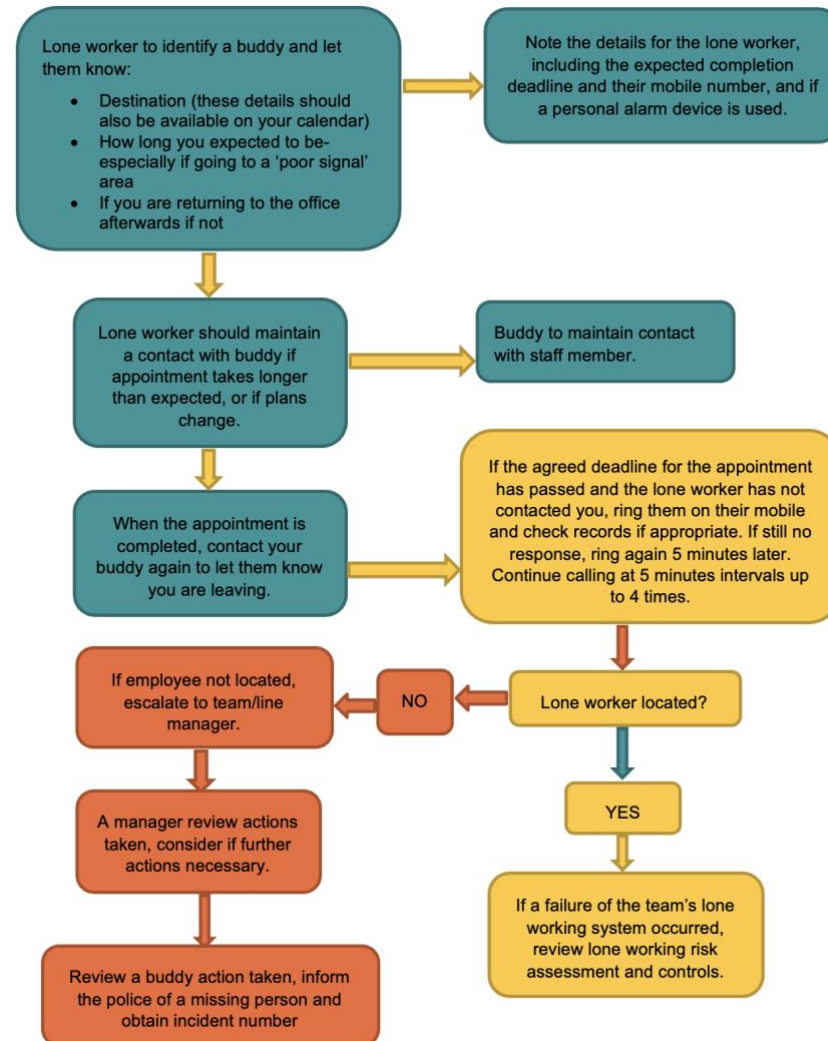 Lone worker to identify a buddy and let
them know:
• Destination (these details should
also be available on your calendar)
• How long you expected to be-
especially if going to a ‘poor signal’
area
• If you are returning to the office
afterwards if not
Note the details for the lone worker,
including the expected completion
deadline and their mobile number, and if
a personal alarm device is used.
Lone worker should maintain
a contact with buddy if
appointment takes longer
than expected, or if plans
change.
Buddy to maintain contact
with staff member.
When the appointment is
completed, contact your
buddy again to let them know
you are leaving.
If the agreed deadline for the appointment
has passed and the lone worker has not
contacted you, ring them on their mobile
and check records if appropriate. If still no
response, ring again 5 minutes later.
Continue calling at 5 minutes intervals up
to 4 times.
Lone worker located?
NO
If employee not located,
escalate to team/line
manager.
A manager review actions
taken, consider if further
actions necessary.
Review a buddy action taken, inform
the police of a missing person and
obtain incident number
YES
If a failure of the team’s lone
working system occurred,
review lone working risk
assessment and controls.